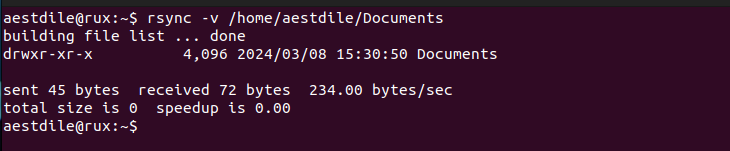 aestdile@rux:~$ rsync -v /home/aestdile/Documents
building file list ... done
drwxr-xr-x          4,096 2024/03/08 15:30:50 Documents

sent 45 bytes  received 72 bytes  234.00 bytes/sec
total size is 0  speedup is 0.00
aestdile@rux:~$